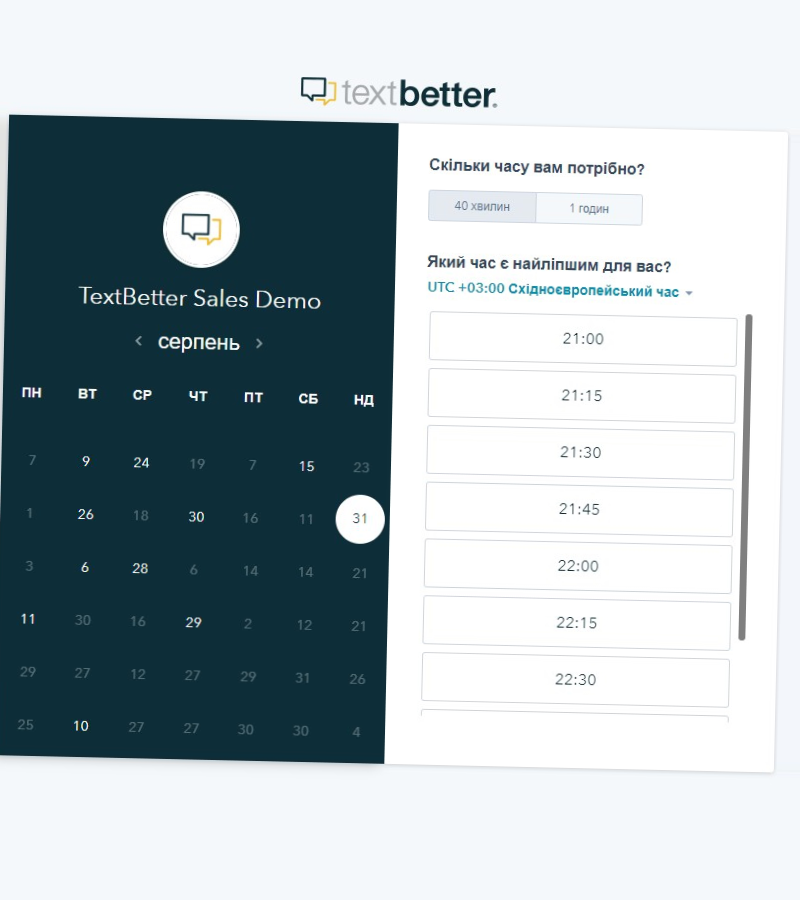 textbetter.
TextBetter Sales Demo
серпень
ПН ВТ СР ЧТ ПТ СБ НД
7 9 24 19 7 15 23
1 26 18 30 16 11 31
3 6 28 6 14 14 21
11 30 16 29 2 12 21
29 27 12 27 29 31 26
25 10 27 27 30 30 4
Скільки часу вам потрібно?
40 хвилин 1 годин
Який час є найліпшим для вас?
UTC +03:00 Східноєвропейський час
21:00
21:15
21:30
21:45
22:00
22:15
22:30